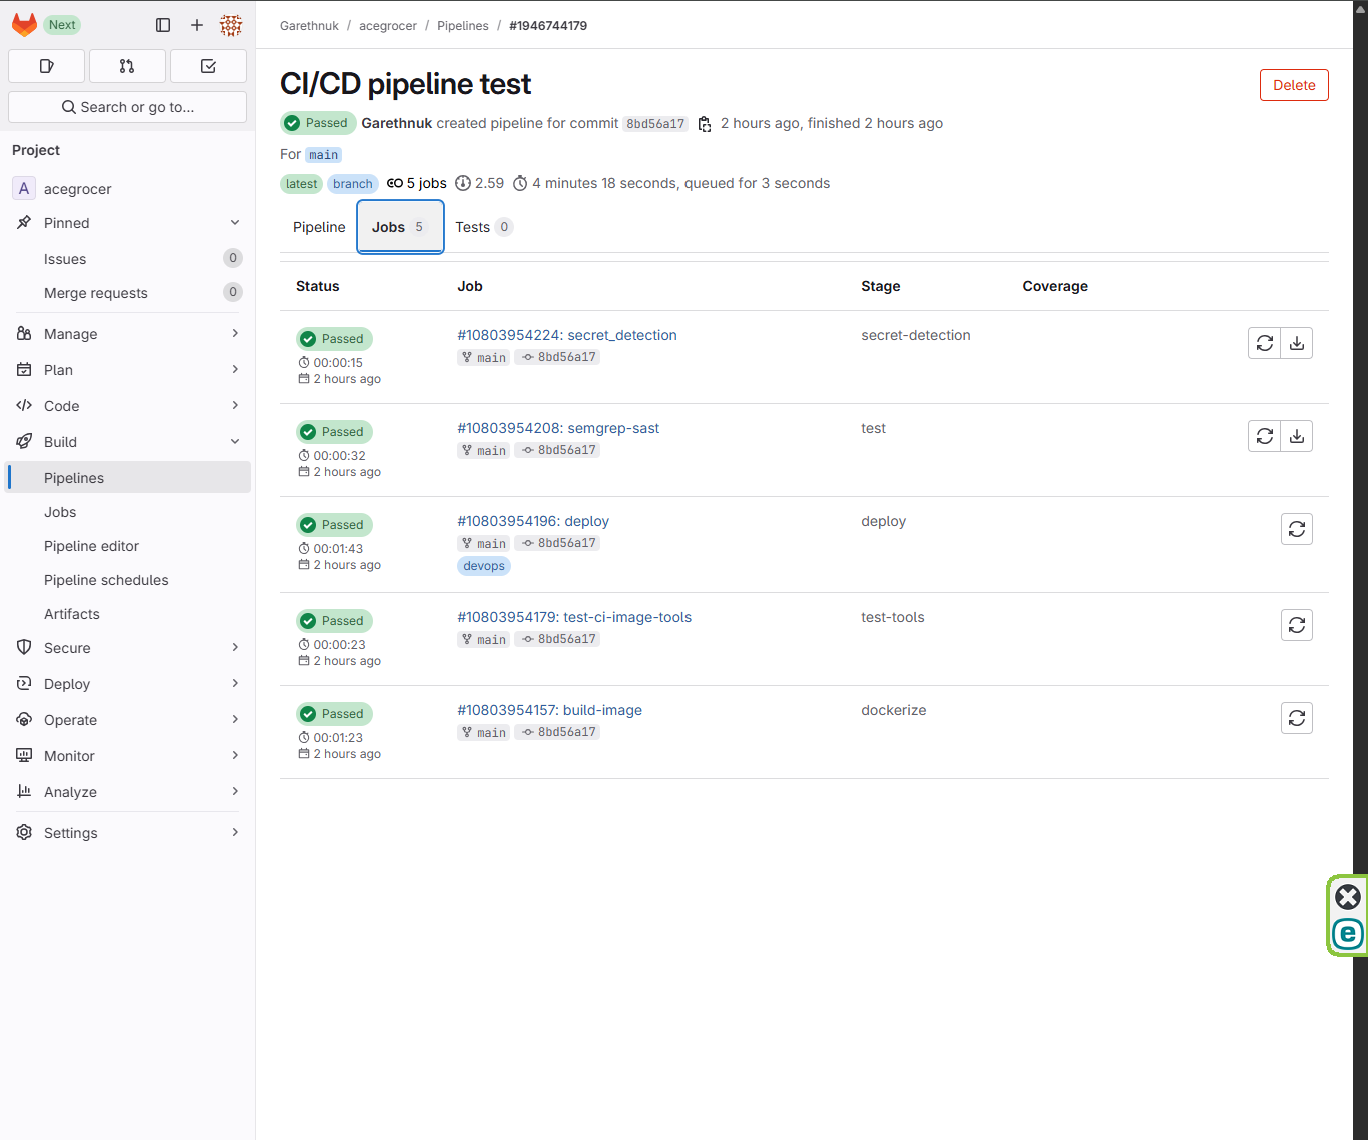 Next
Search or go to...
Project
A acegrocer
Pinned
Issues 0
Merge requests 0
Manage
Plan
Code
Build
Pipelines
Jobs
Pipeline editor
Pipeline schedules
Artifacts
Secure
Deploy
Operate
Monitor
Analyze
Settings
Garethnuk / acegrocer / Pipelines / #1946744179
CI/CD pipeline test
Delete
Passed Garethnuk created pipeline for commit 8bd56a17 2 hours ago, finished 2 hours ago
For main
latest branch 5 jobs 2.59 4 minutes 18 seconds, queued for 3 seconds
Pipeline Jobs 5 Tests 0
Status Job Stage Coverage
Passed #10803954224: secret_detection secret-detection
main 8bd56a17
00:00:15
2 hours ago
Passed #10803954208: semgrep-sast test
main 8bd56a17
00:00:32
2 hours ago
Passed #10803954196: deploy deploy
main 8bd56a17
00:01:43
2 hours ago devops
Passed #10803954179: test-ci-image-tools test-tools
main 8bd56a17
00:00:23
2 hours ago
Passed #10803954157: build-image dockerize
main 8bd56a17
00:01:23
2 hours ago
e